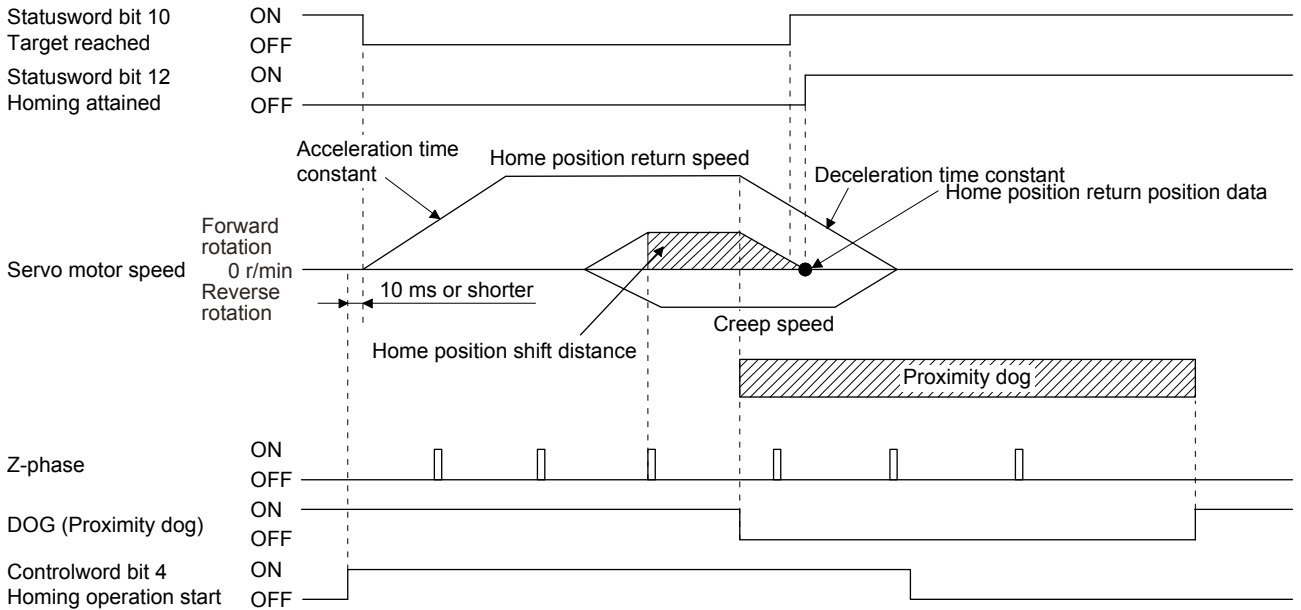 Statusword bit 10
Target reached
ON
OFF
Statusword bit 12
Homing attained
ON
OFF
Acceleration time
constant
Home position return speed
Deceleration time constant
Home position return position data
Forward
rotation
Servo motor speed
0 r/min
Reverse
rotation
10 ms or shorter
Creep speed
Home position shift distance
Proximity dog
Z-phase
ON
OFF
DOG (Proximity dog)
ON
OFF
Controlword bit 4
Homing operation start
ON
OFF